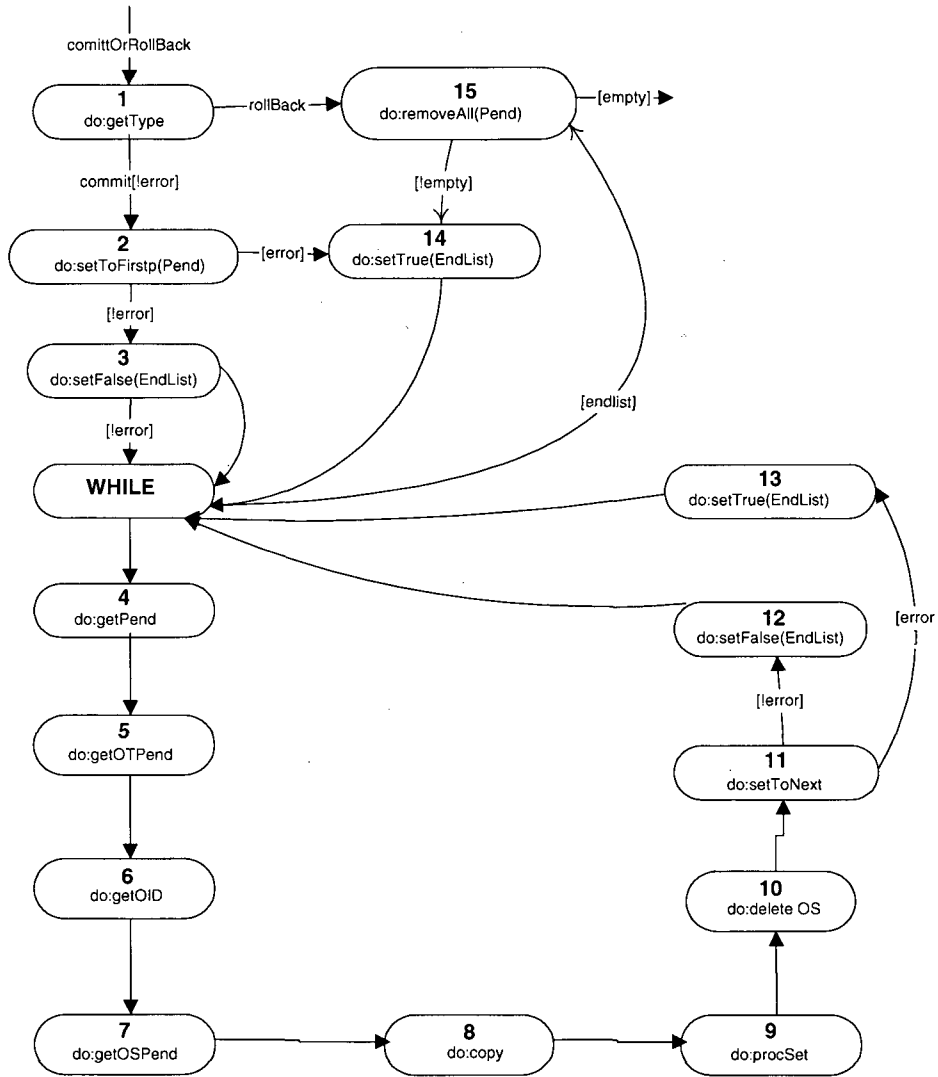 comittOrRollBack
1
do:getType
rollBack
15
do:removeAll(Pend)
[empty]
commit[!error]
[!empty]
2
do:setToFirstp(Pend)
[error]
14
do:setTrue(EndList)
[!error]
3
do:setFalse(EndList)
[endlist]
[!error]
WHILE
13
do:setTrue(EndList)
4
do:getPend
12
do:setFalse(EndList)
[error
]
[!error]
5
do:getOTPend
11
do:setToNext
6
do:getOID
10
do:delete OS
7
do:getOSPend
8
do:copy
9
do:procSet